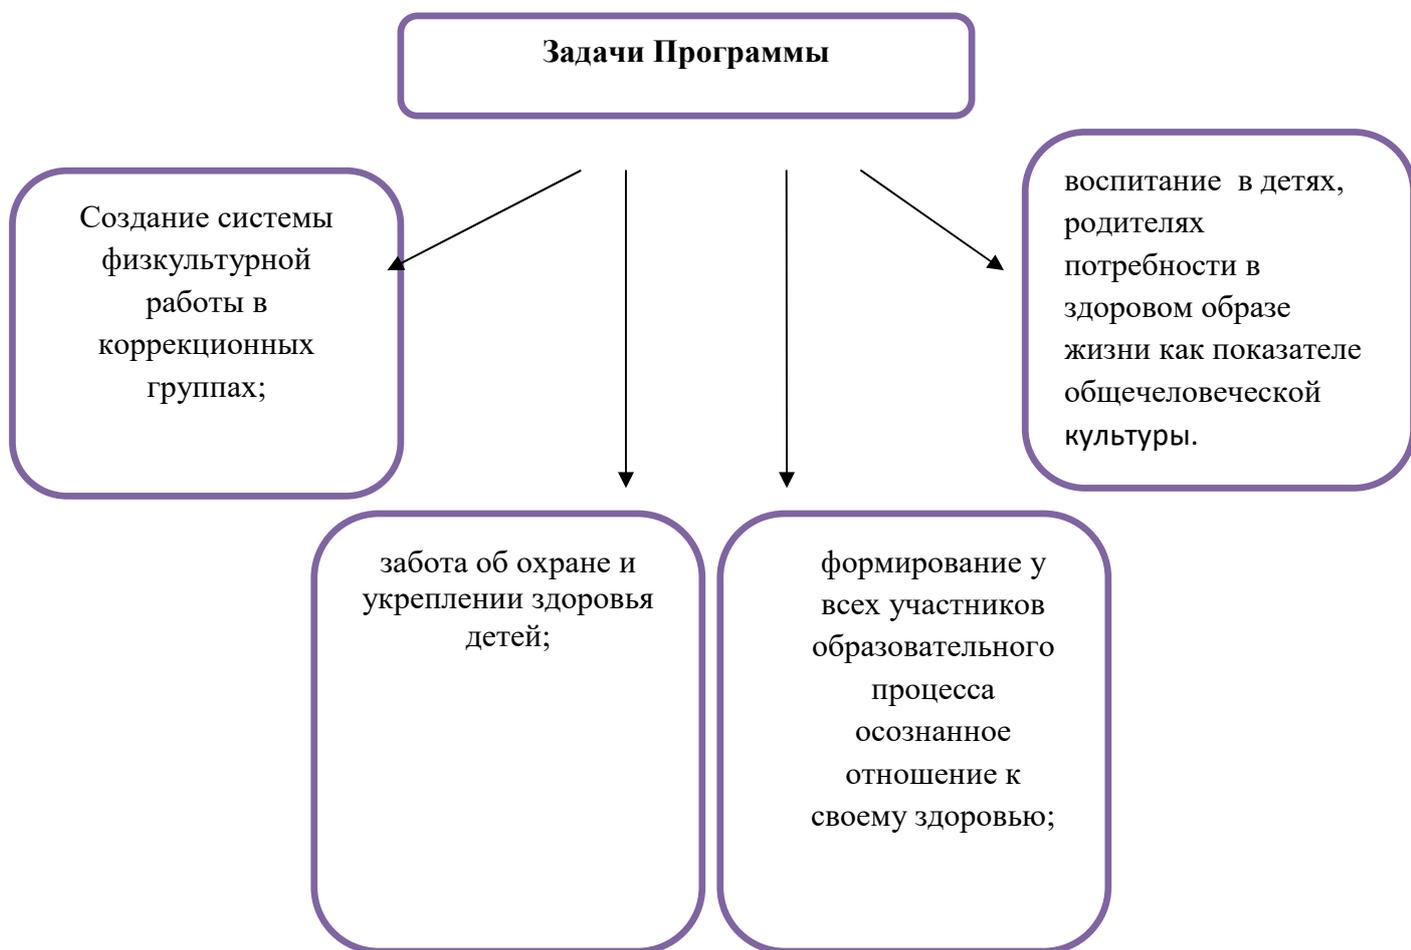 Задачи Программы
Создание системы
физкультурной
работы в
коррекционных
группах;
воспитание  в детях,
родителях
потребности в
здоровом образе
жизни как показателе
общечеловеческой
культуры.
забота об охране и
укреплении здоровья
детей;
формирование у
всех участников
образовательного
процесса
осознанное
отношение к
своему здоровью;